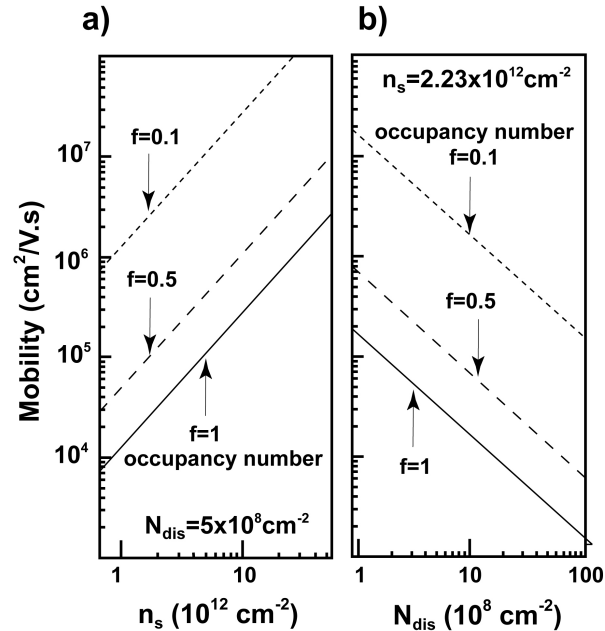 a)
b)
Mobility (cm²/V.s)
10⁷
10⁶
10⁵
10⁴
f=0.1
f=0.5
f=1
occupancy number
N_dis=5x10⁸cm⁻²
1
10
n_s (10¹² cm⁻²)
n_s=2.23x10¹²cm⁻²
occupancy number
f=0.1
f=0.5
f=1
1
10
100
N_dis (10⁸ cm⁻²)